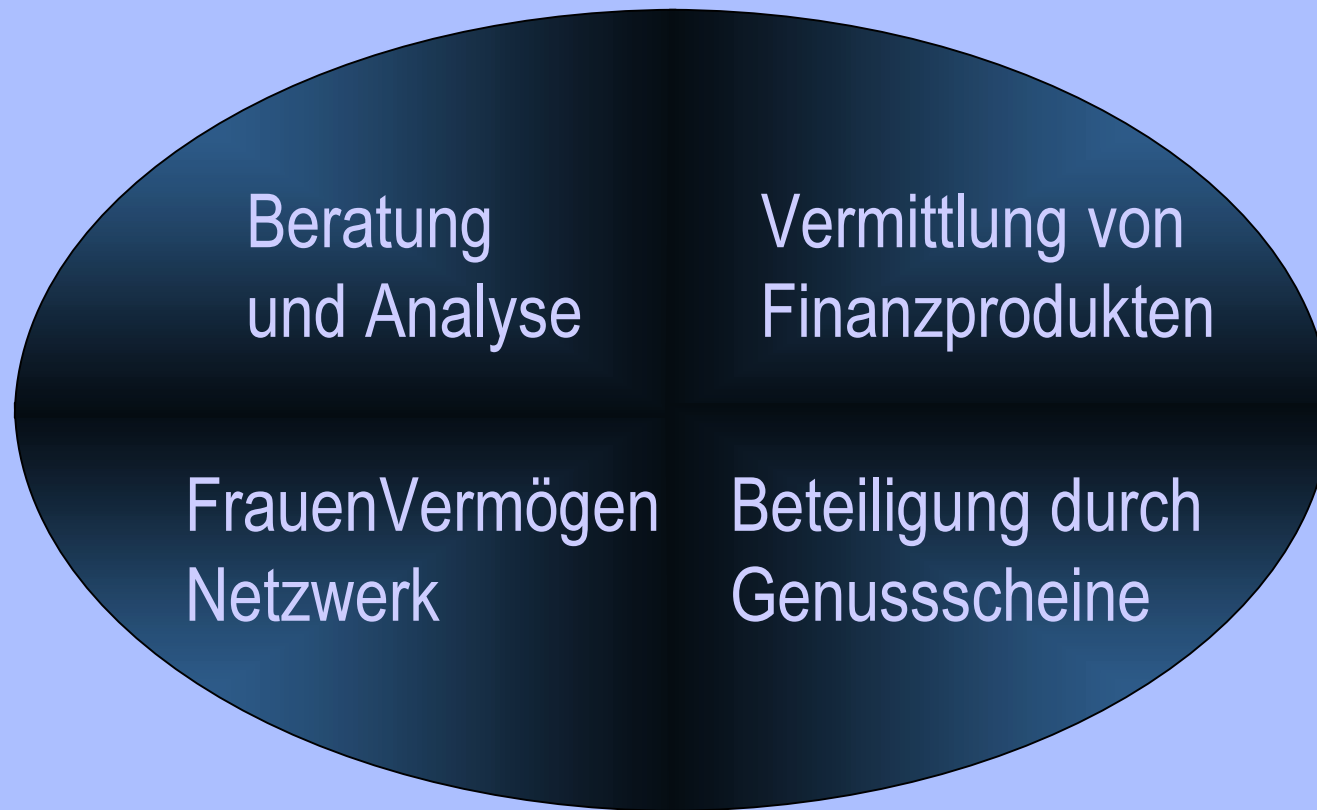 Beratung
und Analyse
Vermittlung von
Finanzprodukten
FrauenVermögen
Netzwerk
Beteiligung durch
Genussscheine